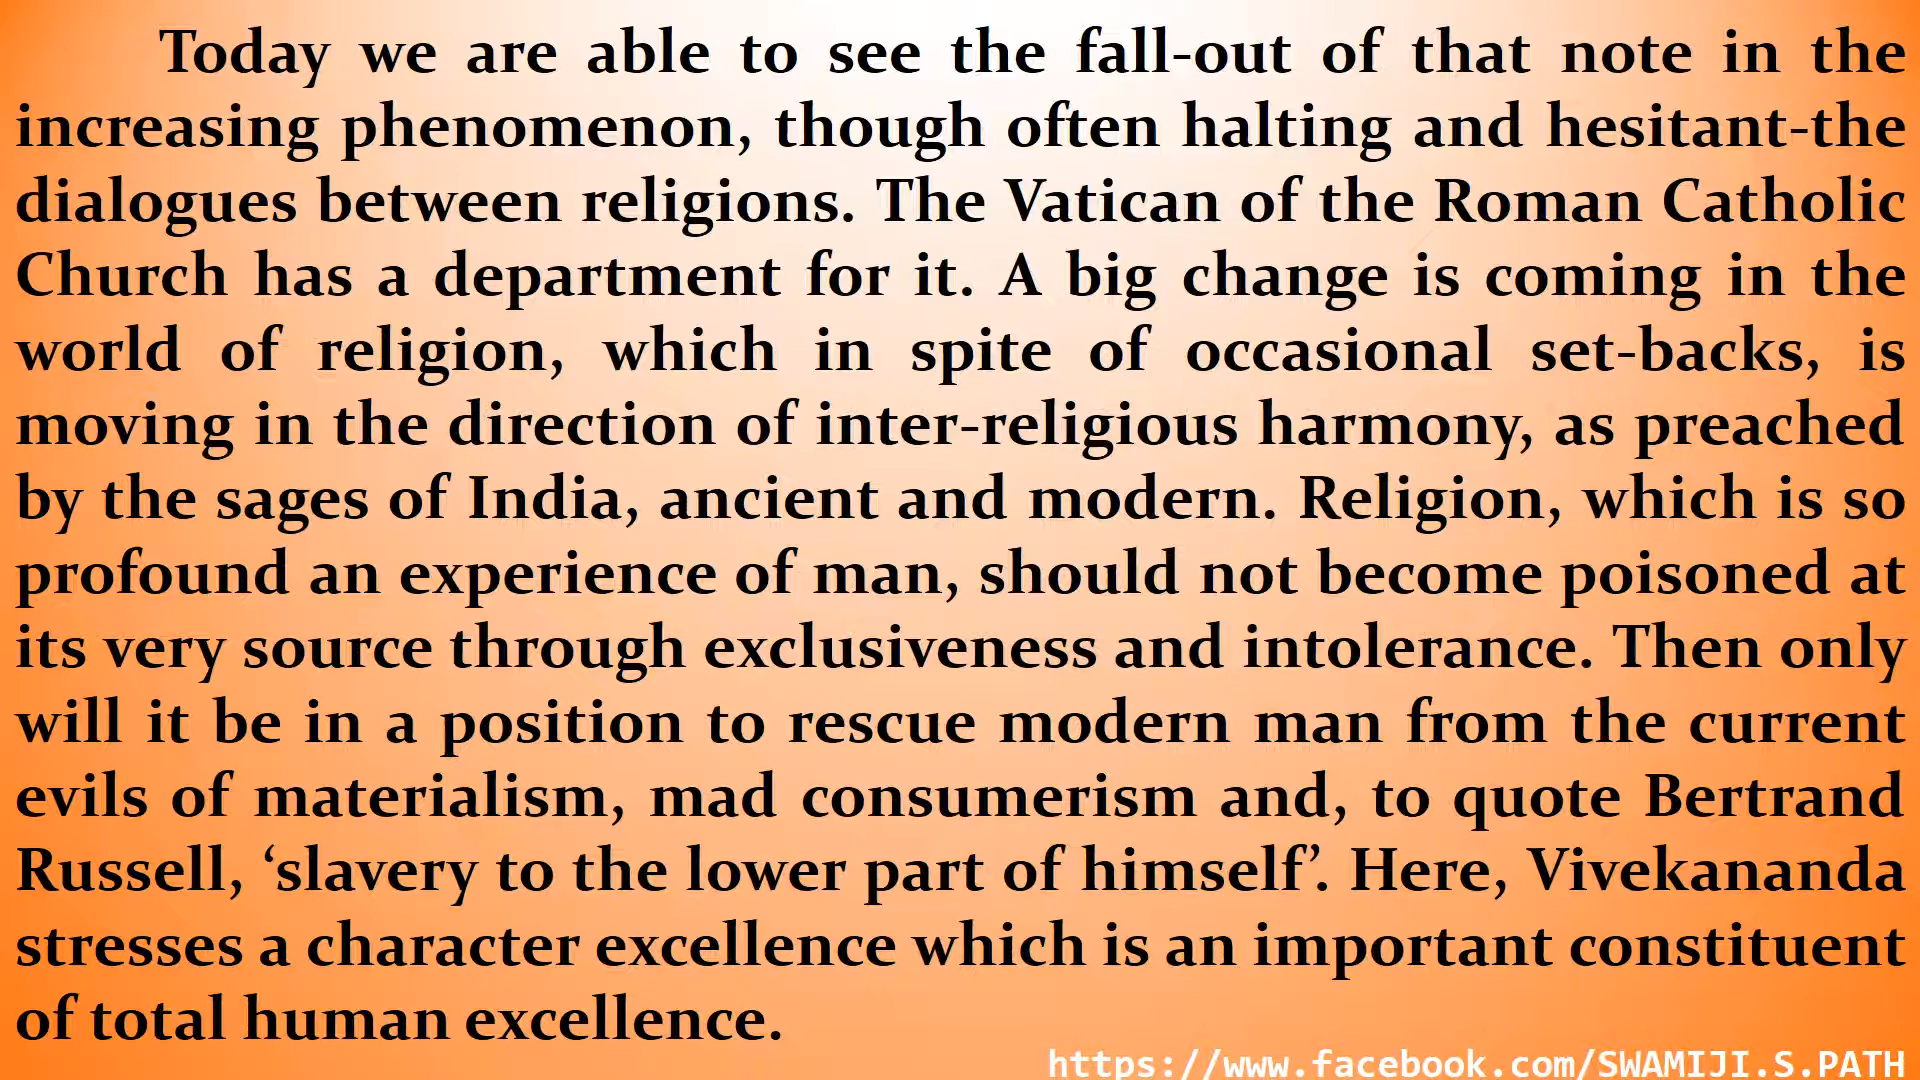 Today we are able to see the fall-out of that note in the
increasing phenomenon, though often halting and hesitant-the
dialogues between religions. The Vatican of the Roman Catholic
Church has a department for it. A big change is coming in the
world of religion, which in spite of occasional set-backs, is
moving in the direction of inter-religious harmony, as preached
by the sages of India, ancient and modern. Religion, which is so
profound an experience of man, should not become poisoned at
its very source through exclusiveness and intolerance. Then only
will it be in a position to rescue modern man from the current
evils of materialism, mad consumerism and, to quote Bertrand
Russell, ‘slavery to the lower part of himself’. Here, Vivekananda
stresses a character excellence which is an important constituent
of total human excellence.
https://www.facebook.com/SWAMIJI.S.PATH